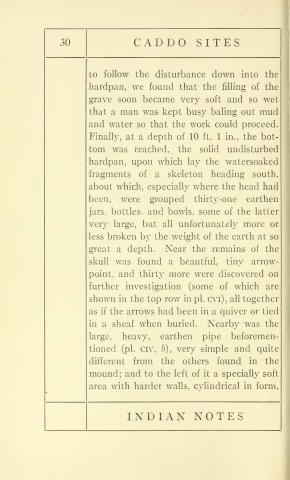 30
CADDO SITES
to follow the disturbance down into the
hardpan, we found that the filling of the
grave soon became very soft and so wet
that a man was kept busy baling out mud
and water so that the work could proceed.
Finally, at a depth of 10 ft. 1 in., the bot-
tom was reached, the solid undisturbed
hardpan, upon which lay the watersoaked
fragments of a skeleton heading south,
about which, especially where the head had
been, were grouped thirty-one earthen
jars, bottles, and bowls, some of the latter
very large, but all unfortunately more or
less broken by the weight of the earth at so
great a depth. Near the remains of the
skull was found a beautful, tiny arrow-
point, and thirty more were discovered on
further investigation (some of which are
shown in the top row in pl. CVI), all together
as if the arrows had been in a quiver or tied
in a sheaf when buried. Nearby was the
large, heavy, earthen pipe beforemen-
tioned (pl. CIV, b), very simple and quite
different from the others found in the
mound; and to the left of it a specially soft
area with harder walls, cylindrical in form,
INDIAN NOTES